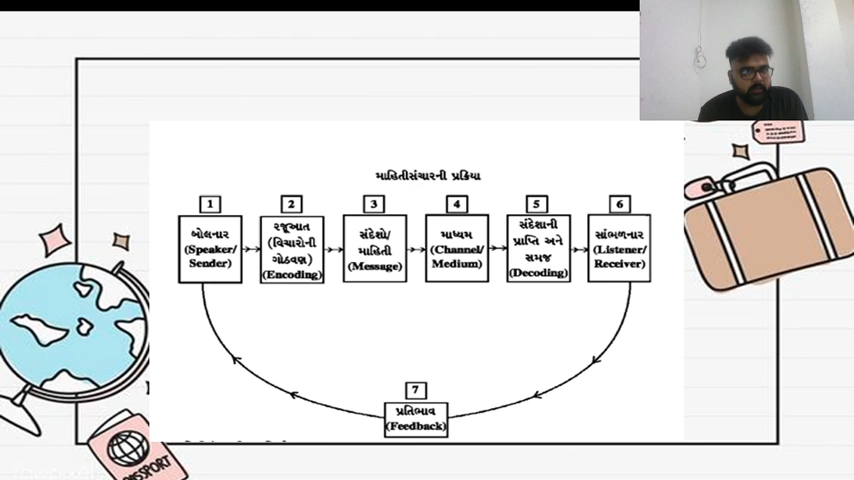 માહિતીસંચારની પ્રક્રિયા
1
બોલનાર
(Speaker/
Sender)
2
રજૂઆત
(વિચારોની
ગોઠવણ)
(Encoding)
3
સંદેશો/
માહિતી
(Message)
4
માધ્યમ
(Channel/
Medium)
5
સંદેશાની
પ્રાપ્તિ અને
સમજ
(Decoding)
6
સાંભળનાર
(Listener/
Receiver)
7
પ્રતિભાવ
(Feedback)
PASSPORT